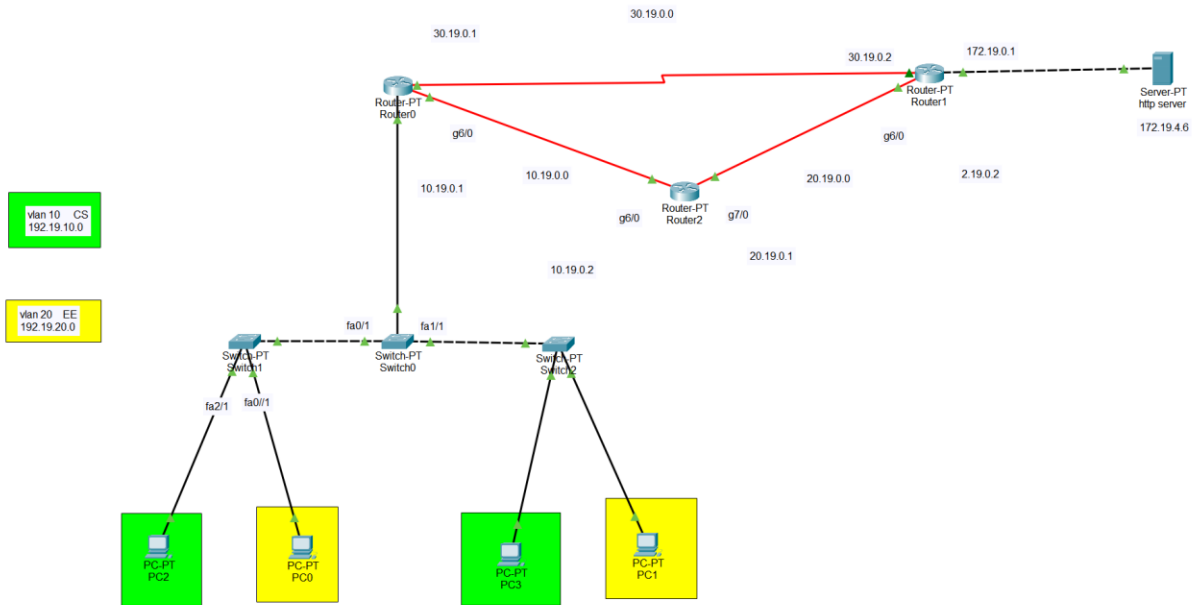 30.19.0.0
30.19.0.1
30.19.0.2
172.19.0.1
Router-PT
Router0
Router-PT
Router1
Server-PT
http server
172.19.4.6
g6/0
g6/0
10.19.0.1
10.19.0.0
20.19.0.0
2.19.0.2
Router-PT
Router2
g6/0
g7/0
20.19.0.1
10.19.0.2
vlan 10 CS
192.19.10.0
vlan 20 EE
192.19.20.0
fa0/1
fa1/1
Switch-PT
Switch1
Switch-PT
Switch0
Switch-PT
Switch2
fa2/1
fa0//1
PC-PT
PC2
PC-PT
PC0
PC-PT
PC3
PC-PT
PC1